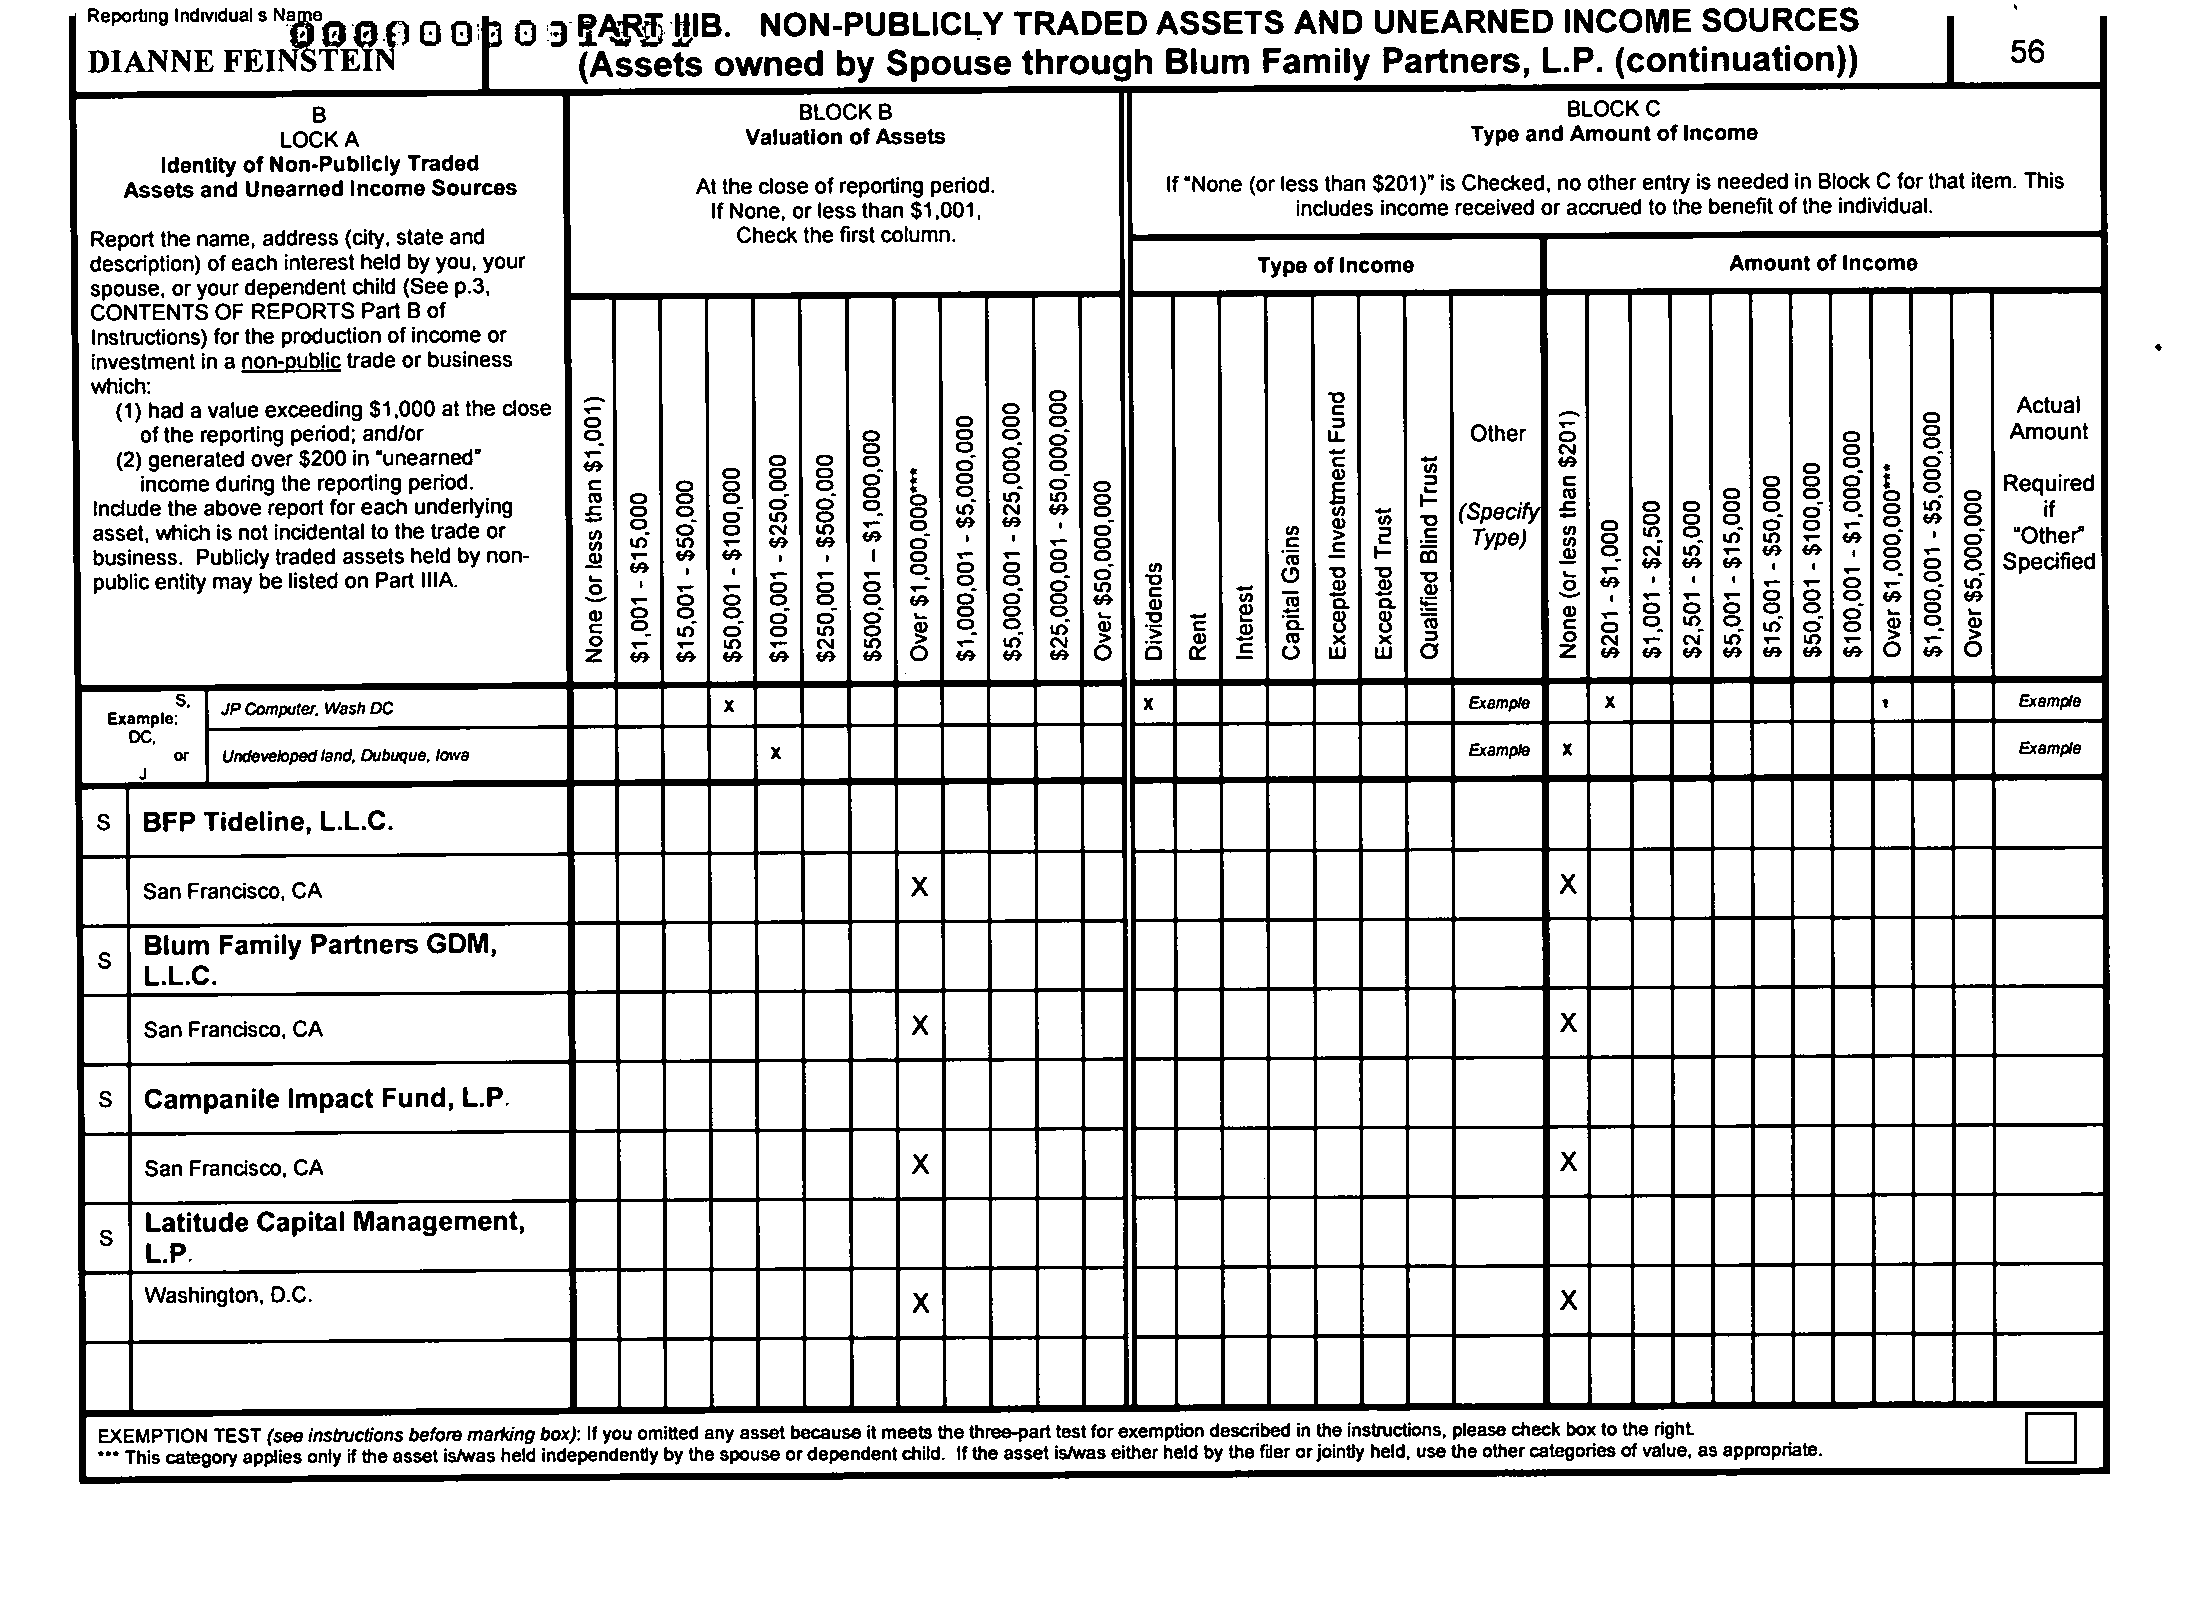 Reporting Individual s Name
DIANNE FEINSTEIN
PART IIIB. NON-PUBLICLY TRADED ASSETS AND UNEARNED INCOME SOURCES
(Assets owned by Spouse through Blum Family Partners, L.P. (continuation))
56
B
LOCK A
Identity of Non-Publicly Traded
Assets and Unearned Income Sources
Report the name, address (city, state and
description) of each interest held by you, your
spouse, or your dependent child (See p.3,
CONTENTS OF REPORTS Part B of
Instructions) for the production of income or
investment in a non-public trade or business
which:
(1) had a value exceeding $1,000 at the close
of the reporting period; and/or
(2) generated over $200 in "unearned"
income during the reporting period.
Include the above report for each underlying
asset, which is not incidental to the trade or
business. Publicly traded assets held by non-
public entity may be listed on Part IIIA.
BLOCK B
Valuation of Assets
At the close of reporting period.
If None, or less than $1,001,
Check the first column.
None (or less than $1,001)
$1,001 - $15,000
$15,001 - $50,000
$50,001 - $100,000
$100,001 - $250,000
$250,001 - $500,000
$500,001 – $1,000,000
Over $1,000,000***
$1,000,001 - $5,000,000
$5,000,001 - $25,000,000
$25,000,001 - $50,000,000
Over $50,000,000
BLOCK C
Type and Amount of Income
If "None (or less than $201)" is Checked, no other entry is needed in Block C for that item. This
includes income received or accrued to the benefit of the individual.
Type of Income
Dividends
Rent
Interest
Capital Gains
Excepted Investment Fund
Excepted Trust
Qualified Blind Trust
Other
(Specify
Type)
Amount of Income
None (or less than $201)
$201 - $1,000
$1,001 - $2,500
$2,501 - $5,000
$5,001 - $15,000
$15,001 - $50,000
$50,001 - $100,000
$100,001 - $1,000,000
Over $1,000,000***
$1,000,001 - $5,000,000
Over $5,000,000
Actual
Amount
Required
if
"Other"
Specified
S,
Example:
DC,
or
J
JP Computer, Wash DC X X Example X Example
Undeveloped land, Dubuque, Iowa X Example X Example
S BFP Tideline, L.L.C.
San Francisco, CA X X
S Blum Family Partners GDM,
L.L.C.
San Francisco, CA X X
S Campanile Impact Fund, L.P.
San Francisco, CA X X
S Latitude Capital Management,
L.P.
Washington, D.C. X X
EXEMPTION TEST (see instructions before marking box): If you omitted any asset because it meets the three-part test for exemption described in the instructions, please check box to the right.
*** This category applies only if the asset is/was held independently by the spouse or dependent child. If the asset is/was either held by the filer or jointly held, use the other categories of value, as appropriate.